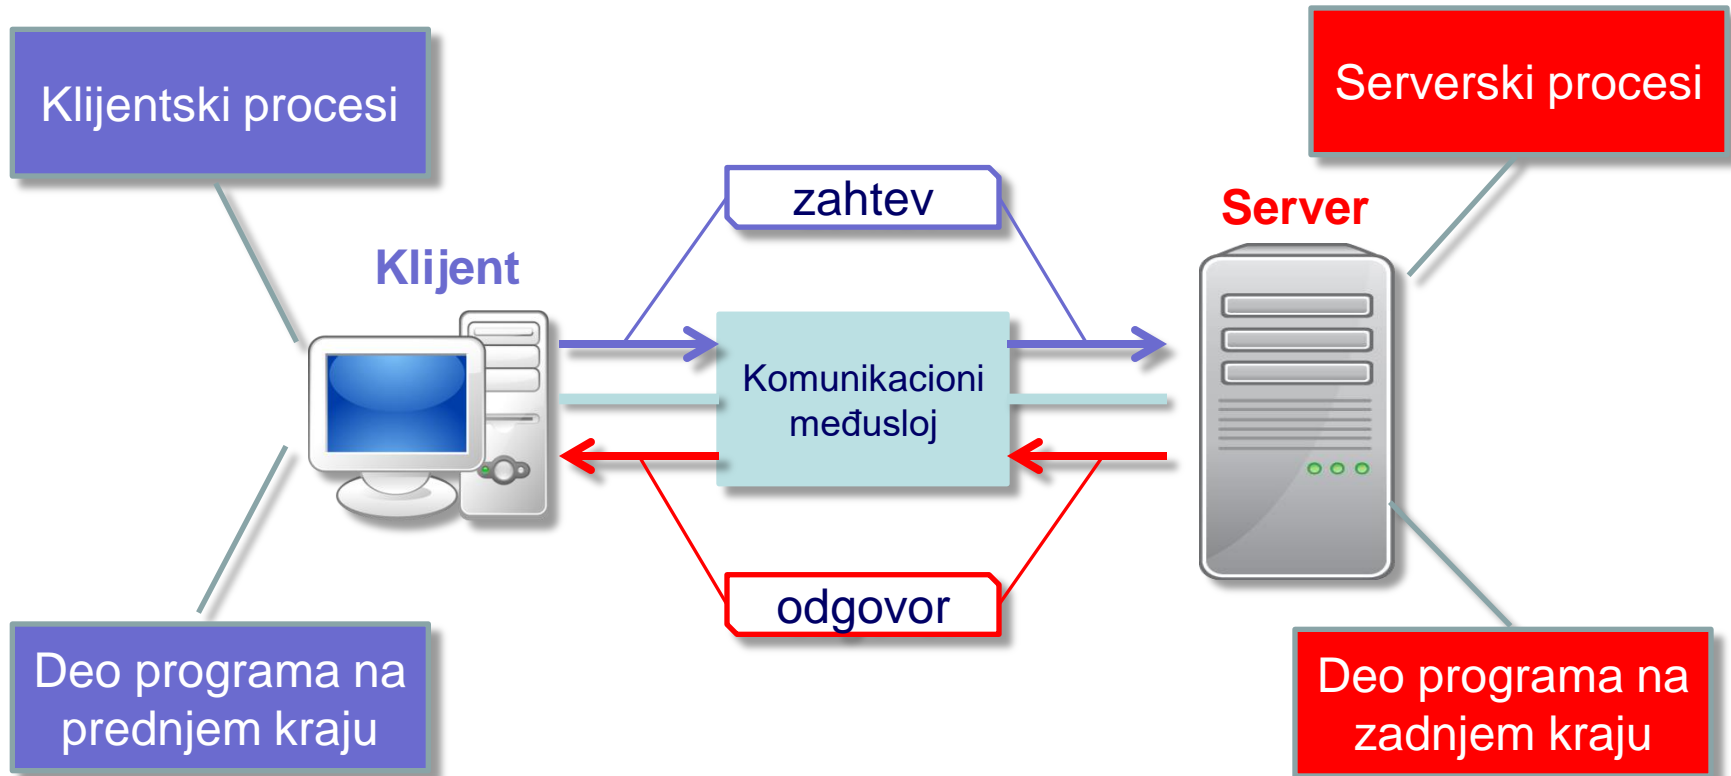 Klijentski procesi
Serverski procesi
zahtev
Server
Klijent
Komunikacioni
međusloj
odgovor
Deo programa na
prednjem kraju
Deo programa na
zadnjem kraju